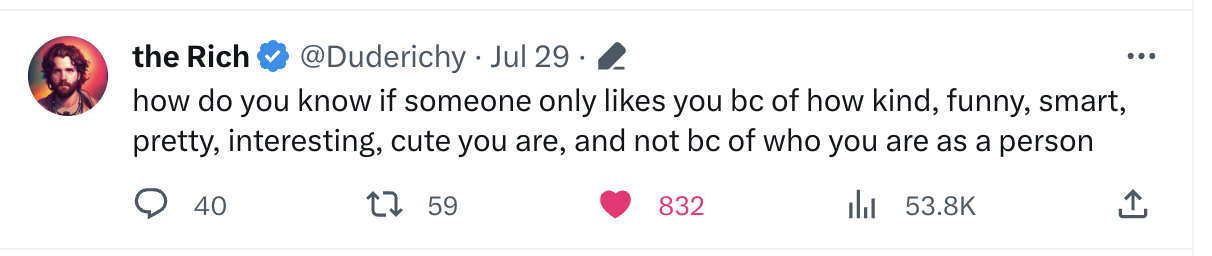 the Rich @Duderichy · Jul 29 ·
how do you know if someone only likes you bc of how kind, funny, smart,
pretty, interesting, cute you are, and not bc of who you are as a person
40 59 832 53.8K